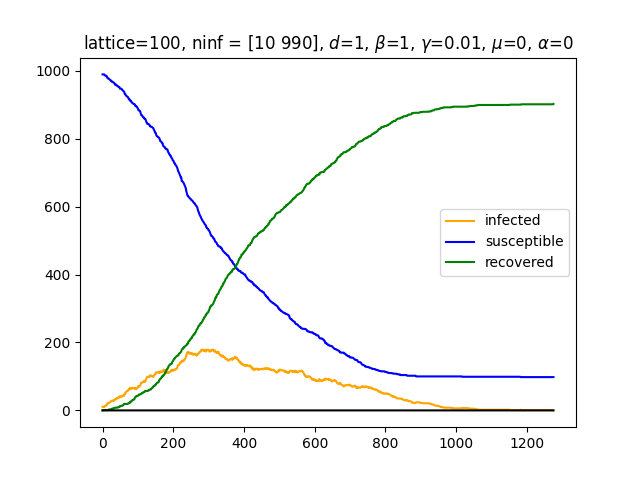 lattice=100, ninf = [10 990], d=1, β=1, γ=0.01, μ=0, α=0
1000
800
600
400
200
0
infected
susceptible
recovered
0 200 400 600 800 1000 1200